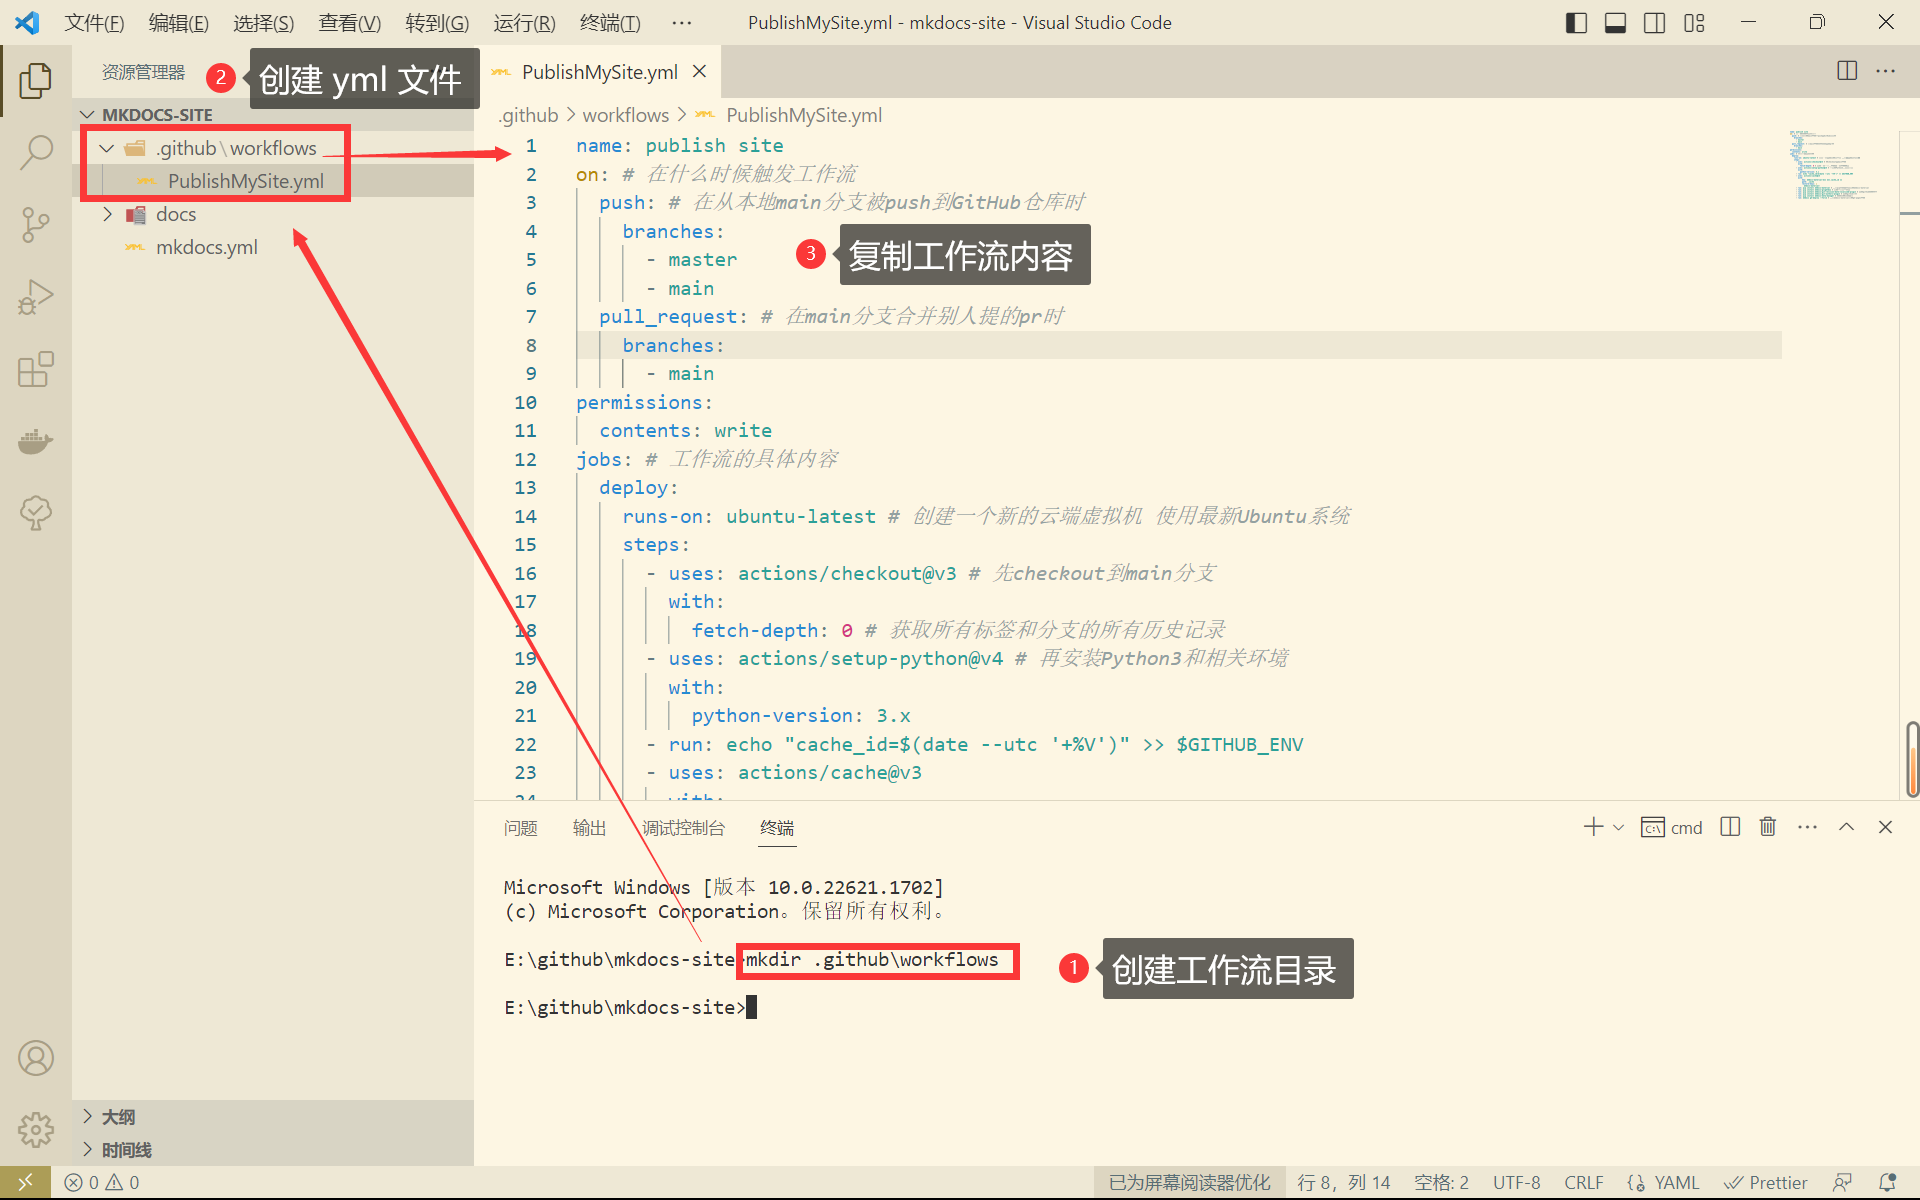 文件(F) 编辑(E) 选择(S) 查看(V) 转到(G) 运行(R) 终端(T) ··· PublishMySite.yml - mkdocs-site - Visual Studio Code
资源管理器
2 创建 yml 文件
PublishMySite.yml
MKDOCS-SITE
.github\workflows
PublishMySite.yml
docs
mkdocs.yml
.github > workflows > PublishMySite.yml
1 name: publish site
2 on: # 在什么时候触发工作流
3 push: # 在从本地main分支被push到GitHub仓库时
4 branches:
5 - master
6 - main
7 pull_request: # 在main分支合并别人提的pr时
8 branches:
9 - main
10 permissions:
11 contents: write
12 jobs: # 工作流的具体内容
13 deploy:
14 runs-on: ubuntu-latest # 创建一个新的云端虚拟机 使用最新Ubuntu系统
15 steps:
16 - uses: actions/checkout@v3 # 先checkout到main分支
17 with:
18 fetch-depth: 0 # 获取所有标签和分支的所有历史记录
19 - uses: actions/setup-python@v4 # 再安装Python3和相关环境
20 with:
21 python-version: 3.x
22 - run: echo "cache_id=$(date --utc '+%V')" >> $GITHUB_ENV
23 - uses: actions/cache@v3
24 with:
3 复制工作流内容
问题 输出 调试控制台 终端
cmd
Microsoft Windows [版本 10.0.22621.1702]
(c) Microsoft Corporation。保留所有权利。
E:\github\mkdocs-site>mkdir .github\workflows
1 创建工作流目录
E:\github\mkdocs-site>
大纲
时间线
0 0 已为屏幕阅读器优化 行 8，列 14 空格: 2 UTF-8 CRLF YAML Prettier